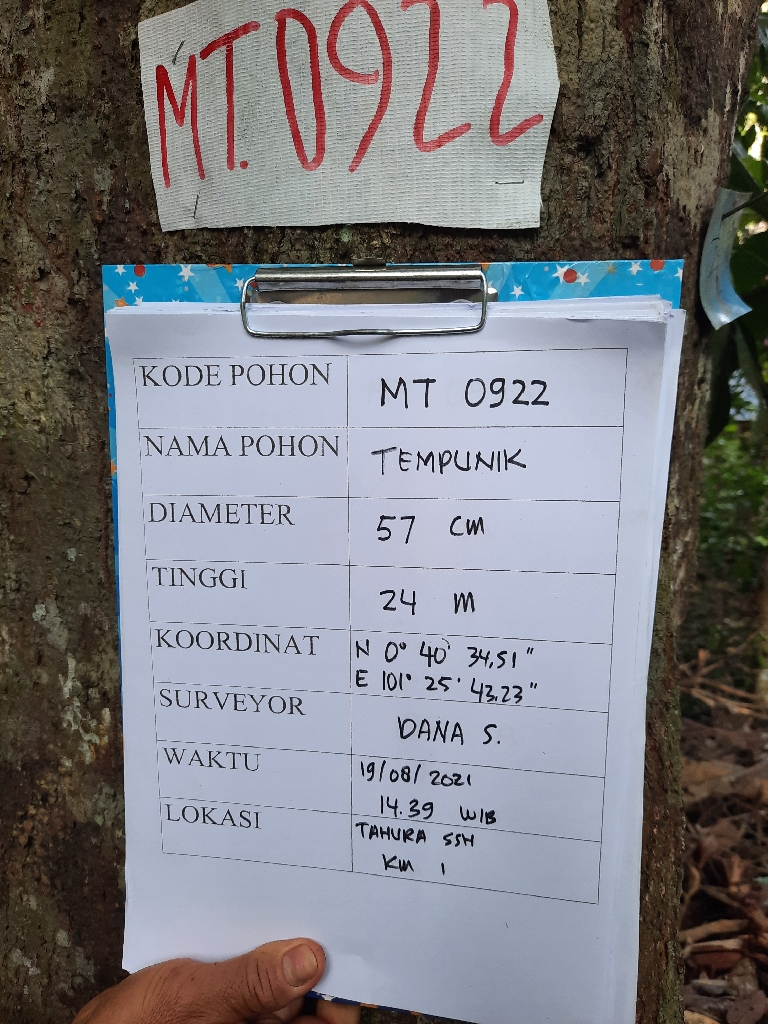 MT. 0922
KODE POHON MT 0922
NAMA POHON TEMPUNIK
DIAMETER 57 CM
TINGGI 24 M
KOORDINAT N 0° 40' 34,51"
E 101° 25' 43.23"
SURVEYOR DANA S.
WAKTU 19/08/2021
14.39 WIB
LOKASI TAHURA SSH
KM 1